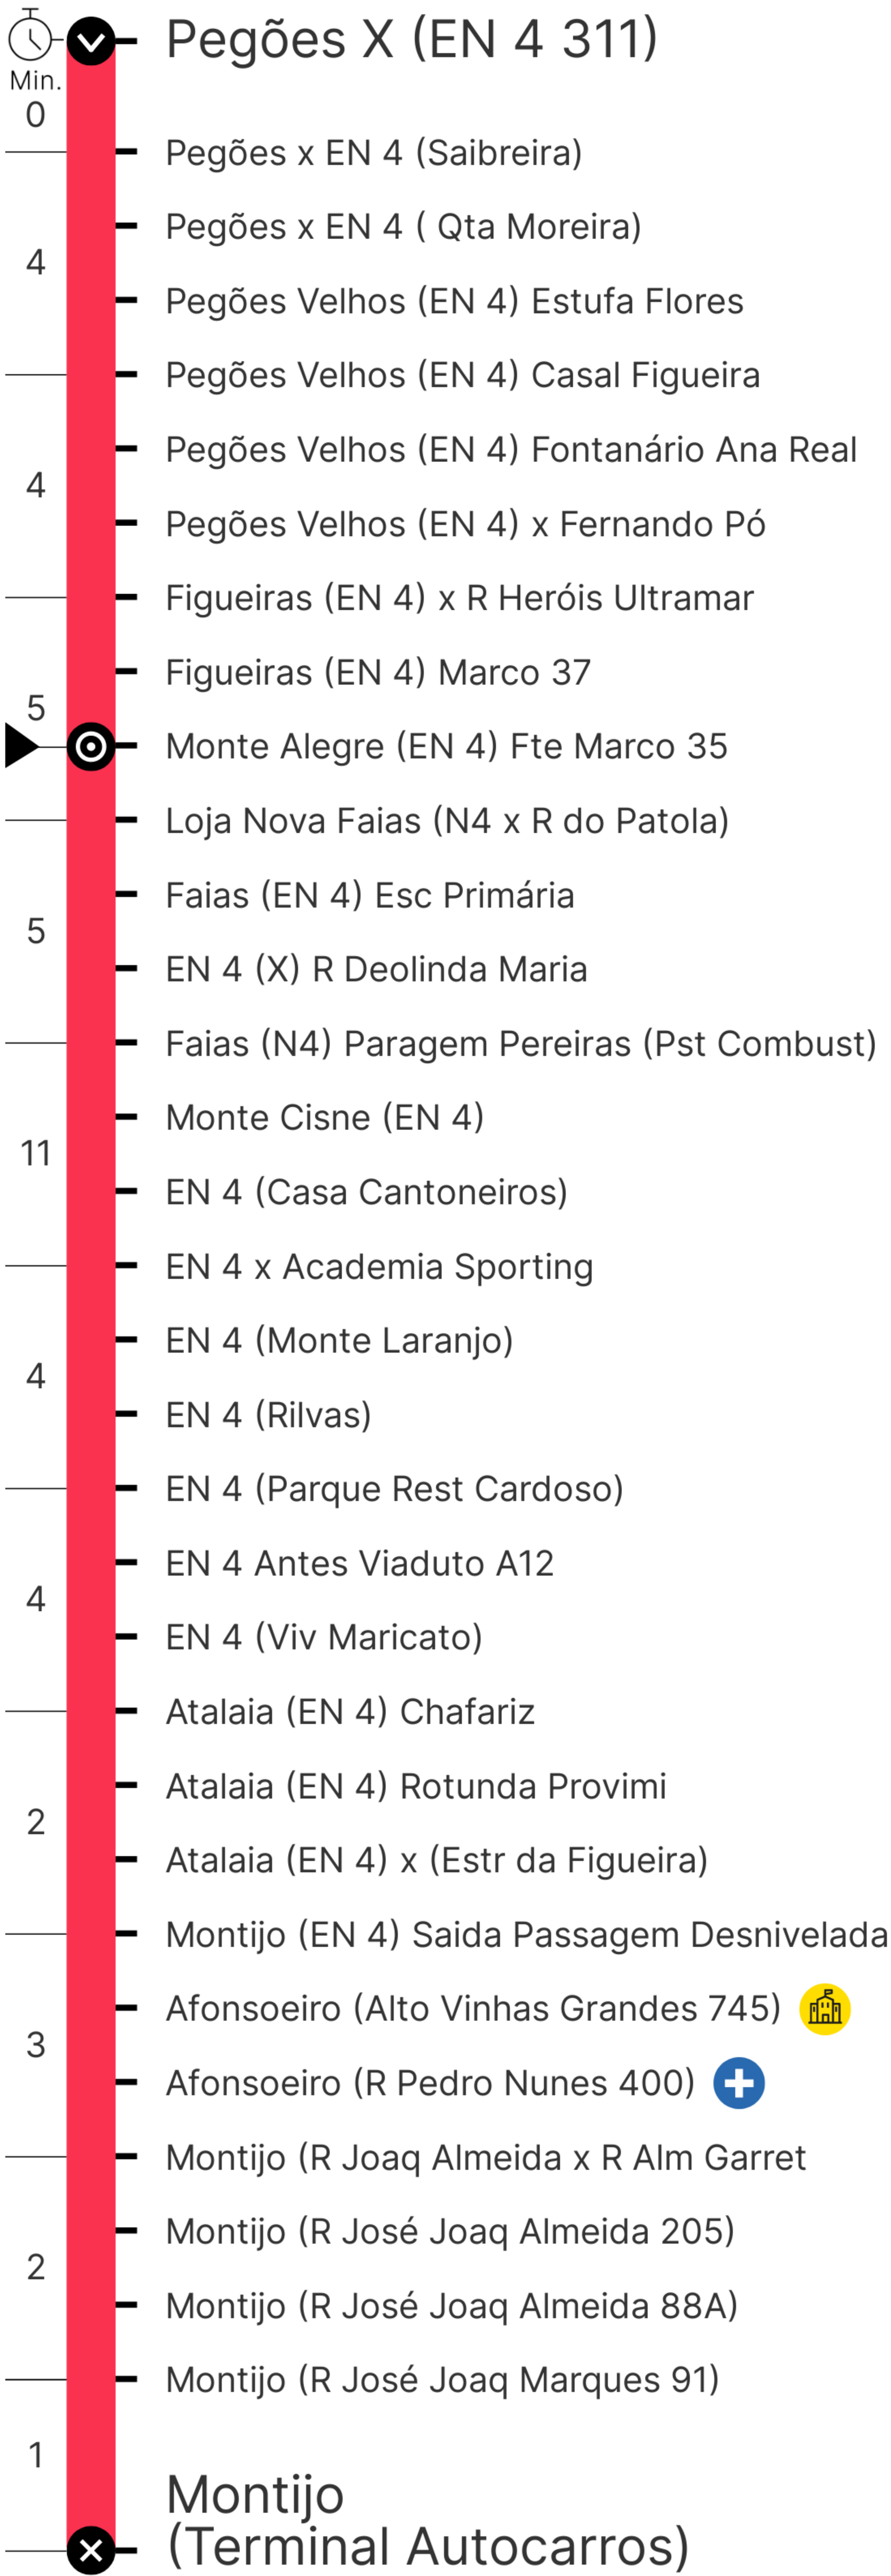 Pegões X (EN 4 311)
Min.
0
Pegões x EN 4 (Saibreira)
Pegões x EN 4 ( Qta Moreira)
4
Pegões Velhos (EN 4) Estufa Flores
Pegões Velhos (EN 4) Casal Figueira
Pegões Velhos (EN 4) Fontanário Ana Real
4
Pegões Velhos (EN 4) x Fernando Pó
Figueiras (EN 4) x R Heróis Ultramar
Figueiras (EN 4) Marco 37
5
Monte Alegre (EN 4) Fte Marco 35
Loja Nova Faias (N4 x R do Patola)
Faias (EN 4) Esc Primária
5
EN 4 (X) R Deolinda Maria
Faias (N4) Paragem Pereiras (Pst Combust)
Monte Cisne (EN 4)
11
EN 4 (Casa Cantoneiros)
EN 4 x Academia Sporting
EN 4 (Monte Laranjo)
4
EN 4 (Rilvas)
EN 4 (Parque Rest Cardoso)
EN 4 Antes Viaduto A12
4
EN 4 (Viv Maricato)
Atalaia (EN 4) Chafariz
Atalaia (EN 4) Rotunda Provimi
2
Atalaia (EN 4) x (Estr da Figueira)
Montijo (EN 4) Saida Passagem Desnivelada
Afonsoeiro (Alto Vinhas Grandes 745)
3
Afonsoeiro (R Pedro Nunes 400)
Montijo (R Joaq Almeida x R Alm Garret
Montijo (R José Joaq Almeida 205)
2
Montijo (R José Joaq Almeida 88A)
Montijo (R José Joaq Marques 91)
1
Montijo
(Terminal Autocarros)